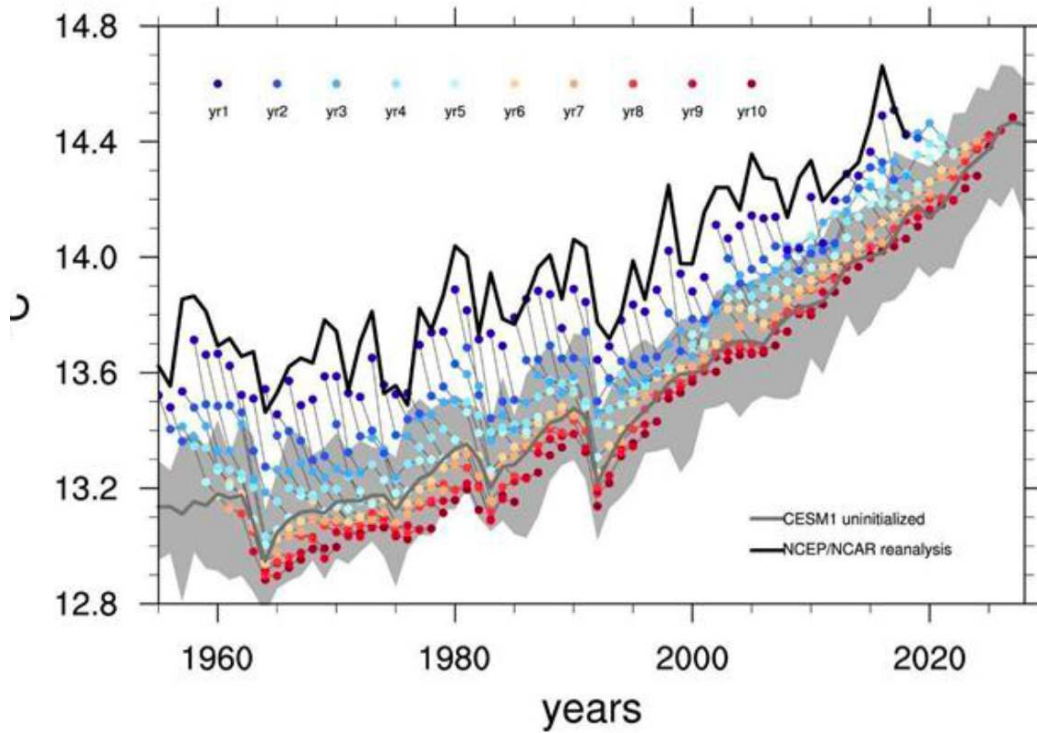 14.8
yr1 yr2 yr3 yr4 yr5 yr6 yr7 yr8 yr9 yr10
14.4
14.0
13.6
13.2
CESM1 uninitialized
NCEP/NCAR reanalysis
12.8
1960 1980 2000 2020
years